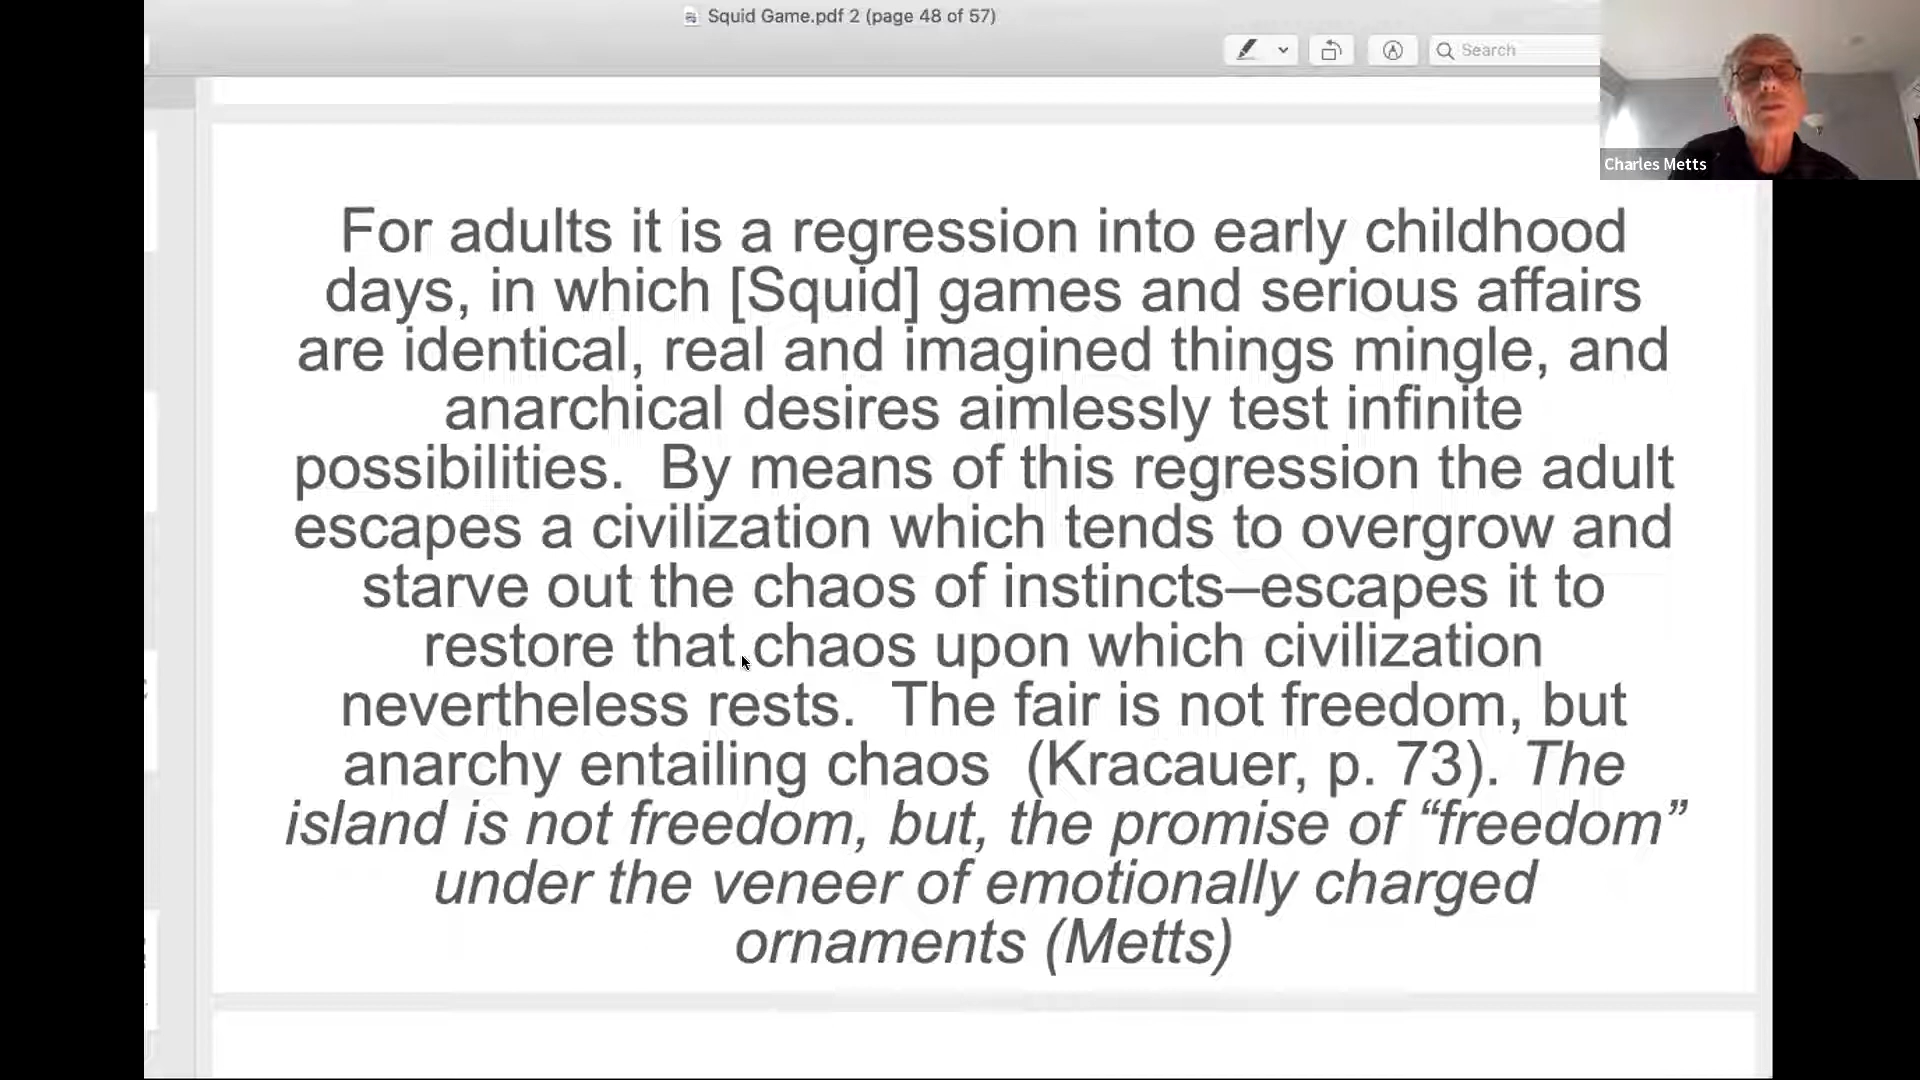 Squid Game.pdf 2 (page 48 of 57)
Search
Charles Metts
For adults it is a regression into early childhood
days, in which [Squid] games and serious affairs
are identical, real and imagined things mingle, and
anarchical desires aimlessly test infinite
possibilities.  By means of this regression the adult
escapes a civilization which tends to overgrow and
starve out the chaos of instincts—escapes it to
restore that chaos upon which civilization
nevertheless rests.  The fair is not freedom, but
anarchy entailing chaos  (Kracauer, p. 73). The
island is not freedom, but, the promise of “freedom”
under the veneer of emotionally charged
ornaments (Metts)